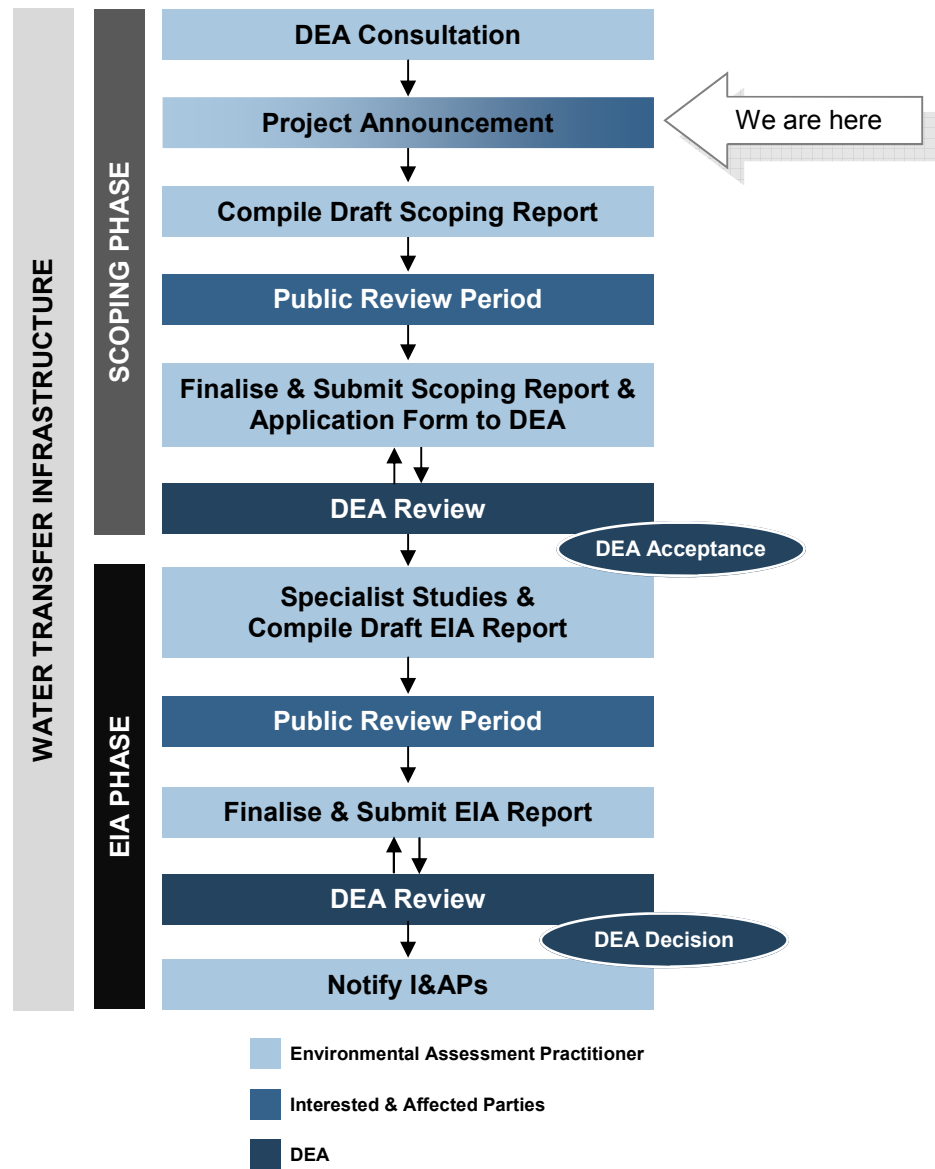 WATER TRANSFER INFRASTRUCTURE
SCOPING PHASE
DEA Consultation
Project Announcement
We are here
Compile Draft Scoping Report
Public Review Period
Finalise & Submit Scoping Report &
Application Form to DEA
DEA Review
DEA Acceptance
EIA PHASE
Specialist Studies &
Compile Draft EIA Report
Public Review Period
Finalise & Submit EIA Report
DEA Review
DEA Decision
Notify I&APs
Environmental Assessment Practitioner
Interested & Affected Parties
DEA